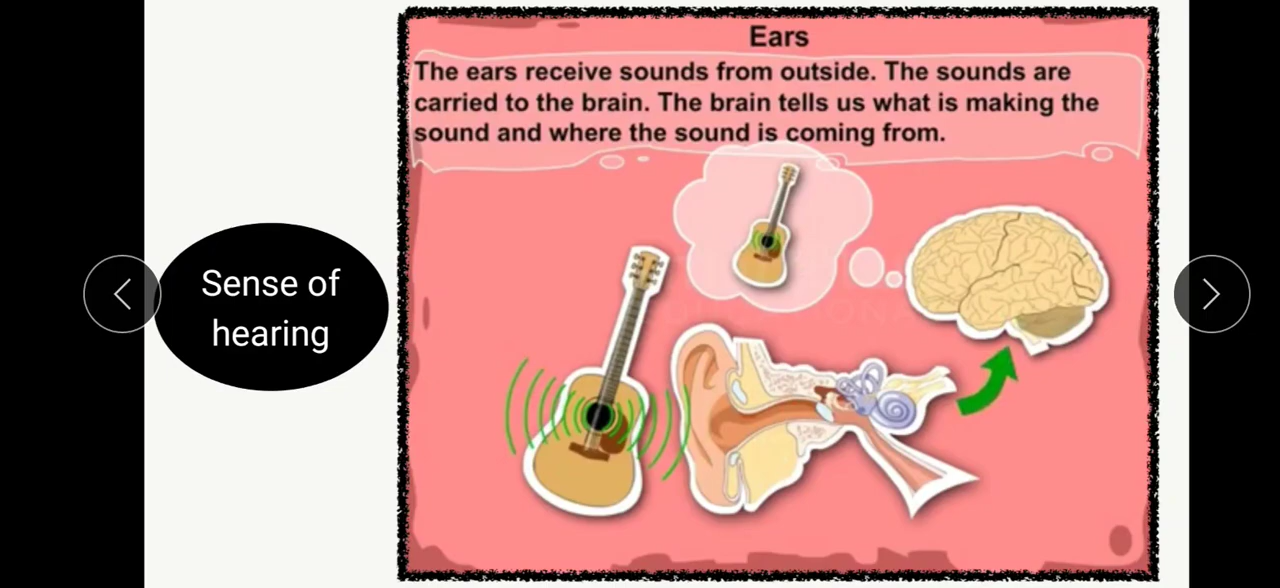 Ears
The ears receive sounds from outside. The sounds are
carried to the brain. The brain tells us what is making the
sound and where the sound is coming from.
Sense of
hearing